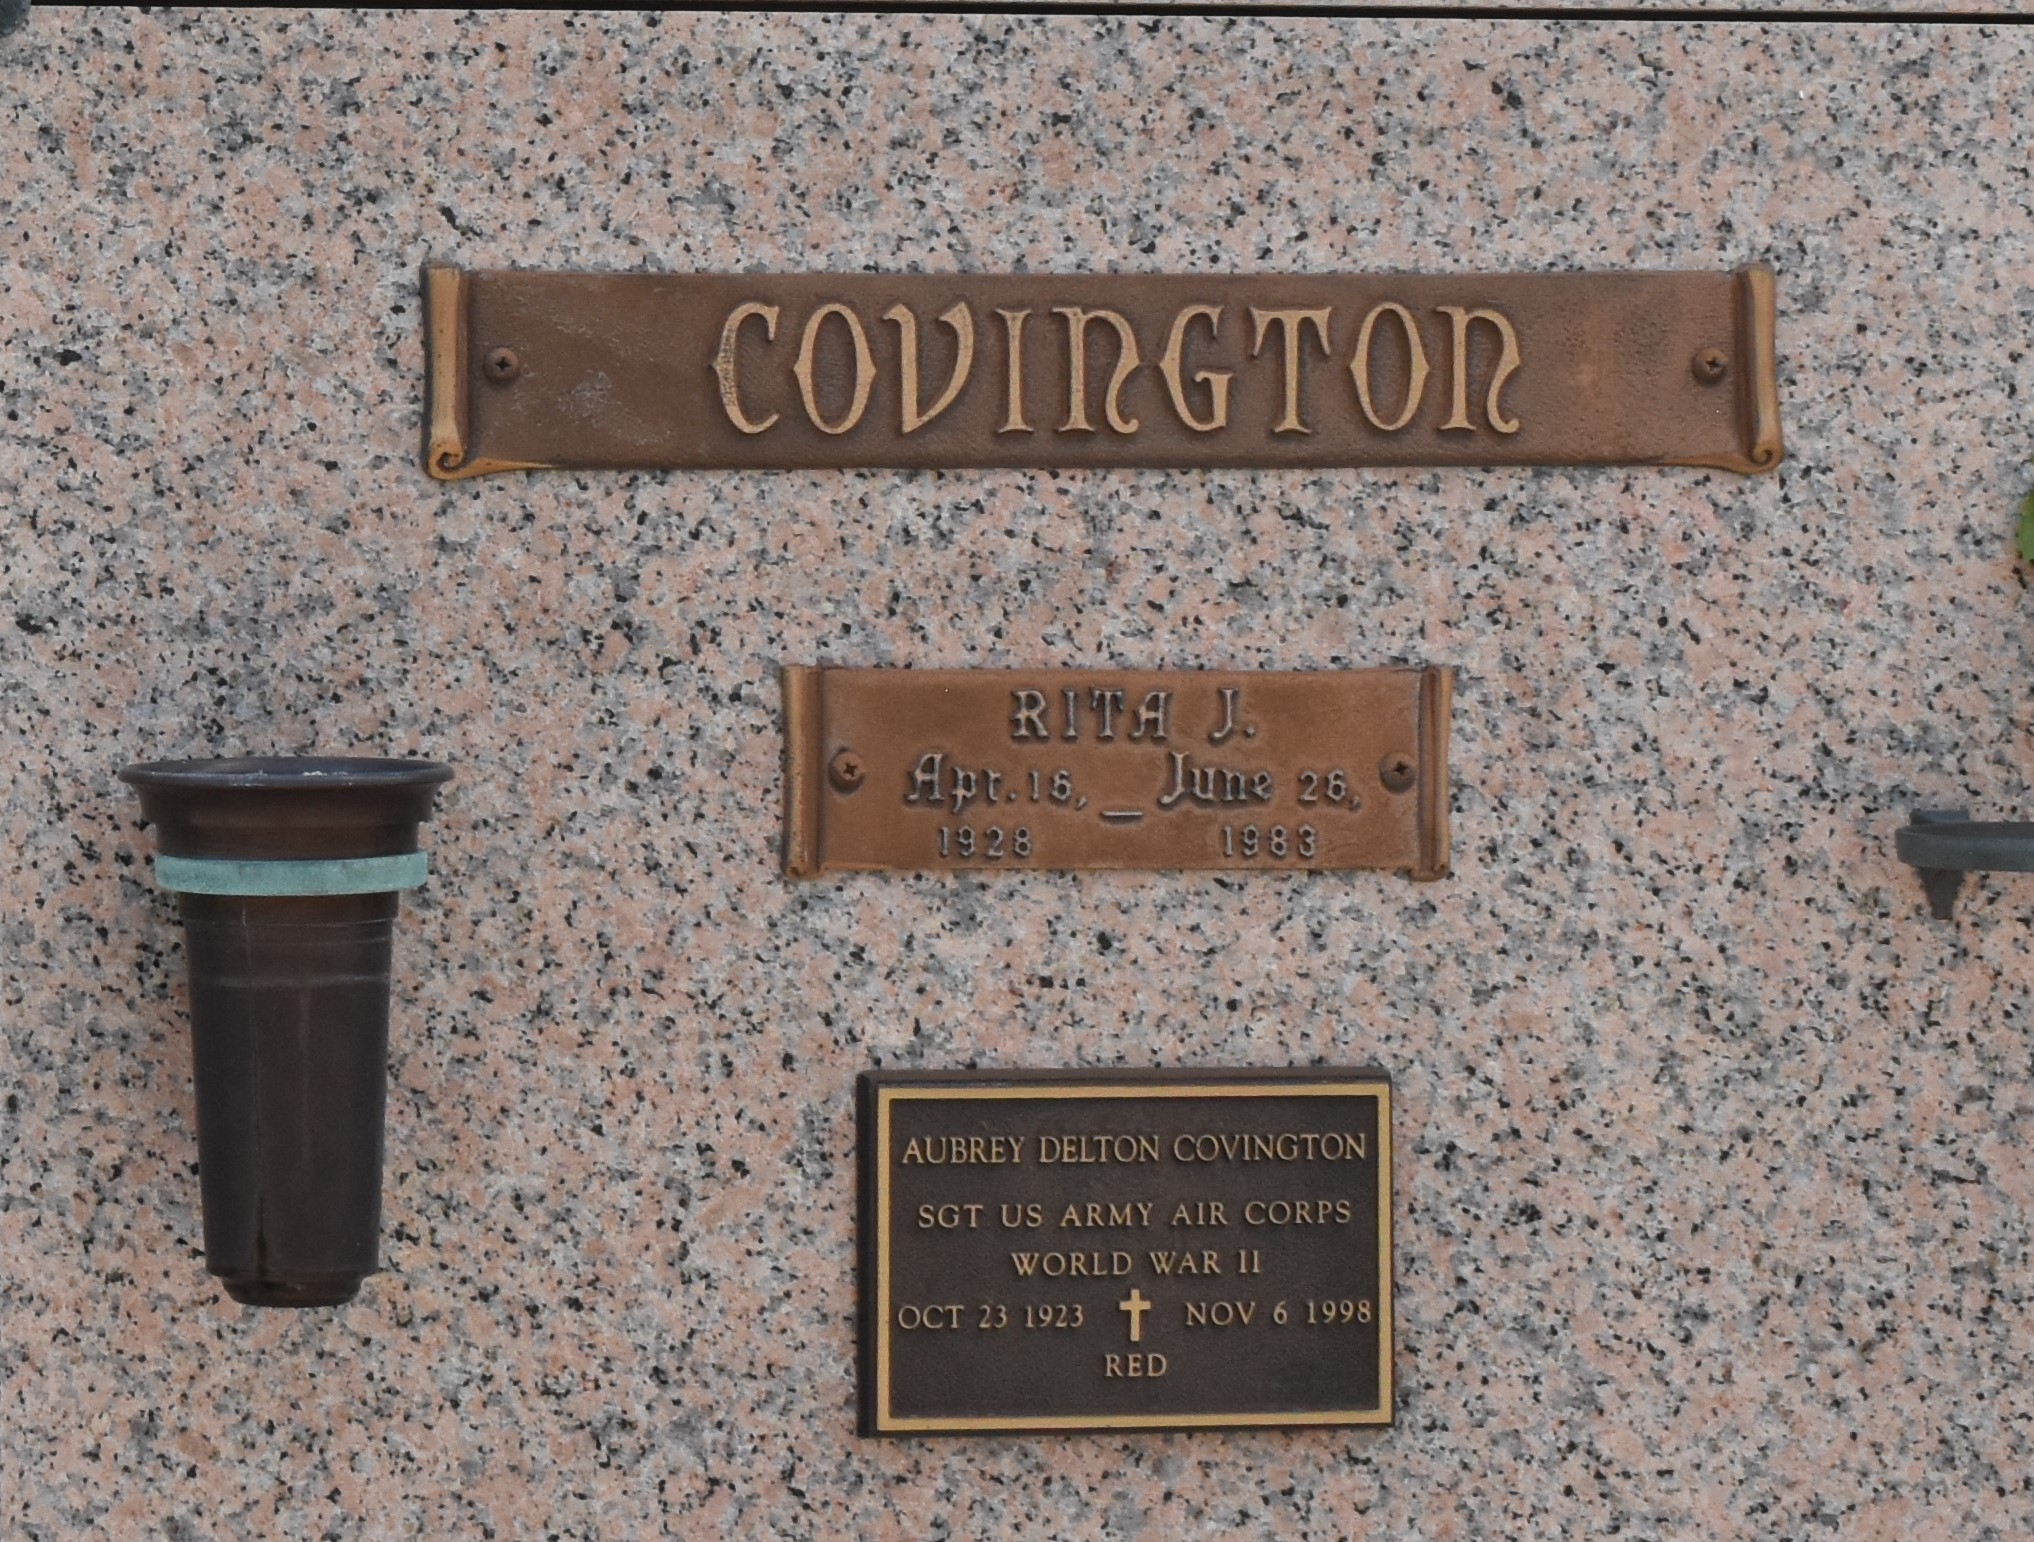 COVINGTON
RITA J.
Apr. 16, – June 26,
1928 1983
AUBREY DELTON COVINGTON
SGT US ARMY AIR CORPS
WORLD WAR II
OCT 23 1923 NOV 6 1998
RED